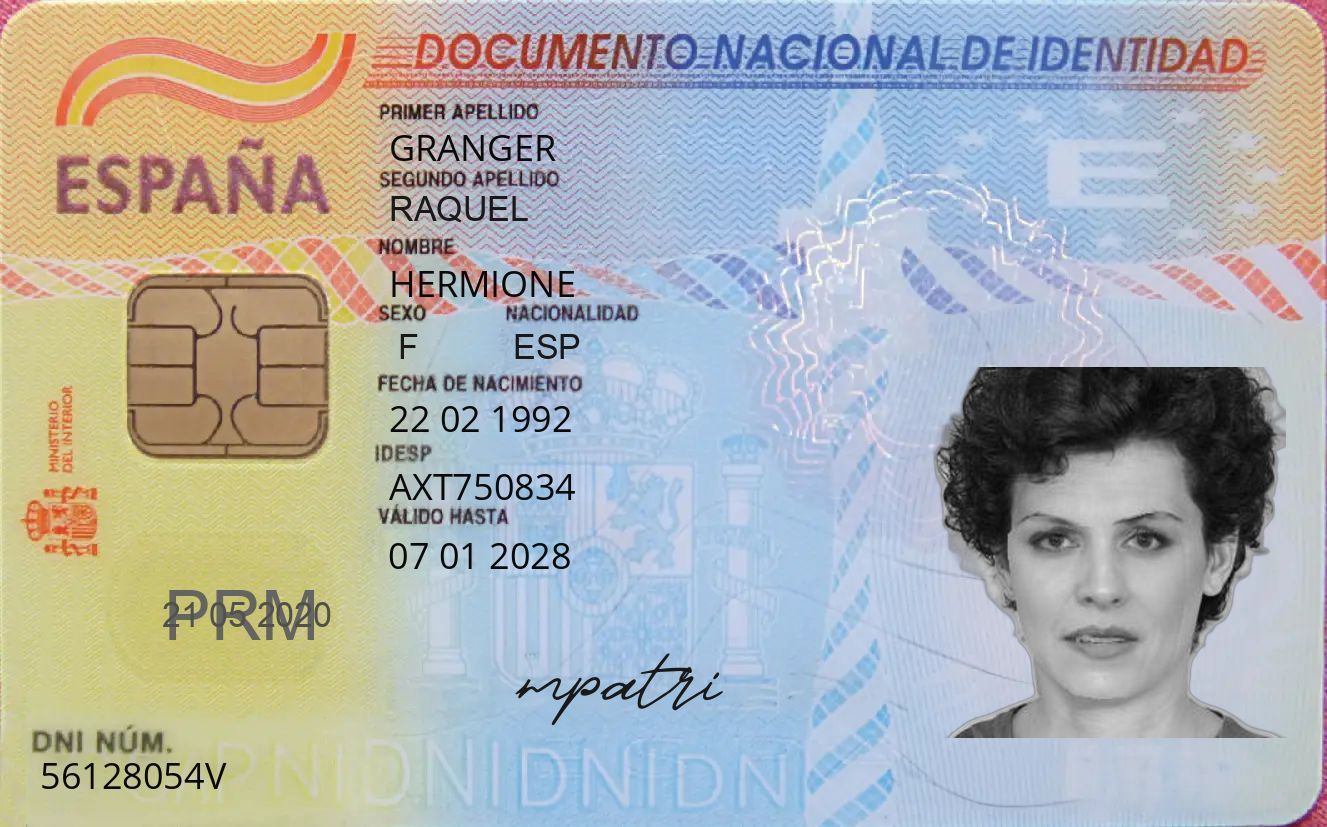 DOCUMENTO NACIONAL DE IDENTIDAD
ESPAÑA
PRIMER APELLIDO
GRANGER
SEGUNDO APELLIDO
RAQUEL
NOMBRE
HERMIONE
SEXO NACIONALIDAD
F ESP
FECHA DE NACIMIENTO
22 02 1992
IDESP
AXT750834
VÁLIDO HASTA
07 01 2028
MINISTERIO
DEL INTERIOR
E
PRM
21 05 2020
mpatri
DNI NÚM.
56128054V
DNIDNIDNIDN